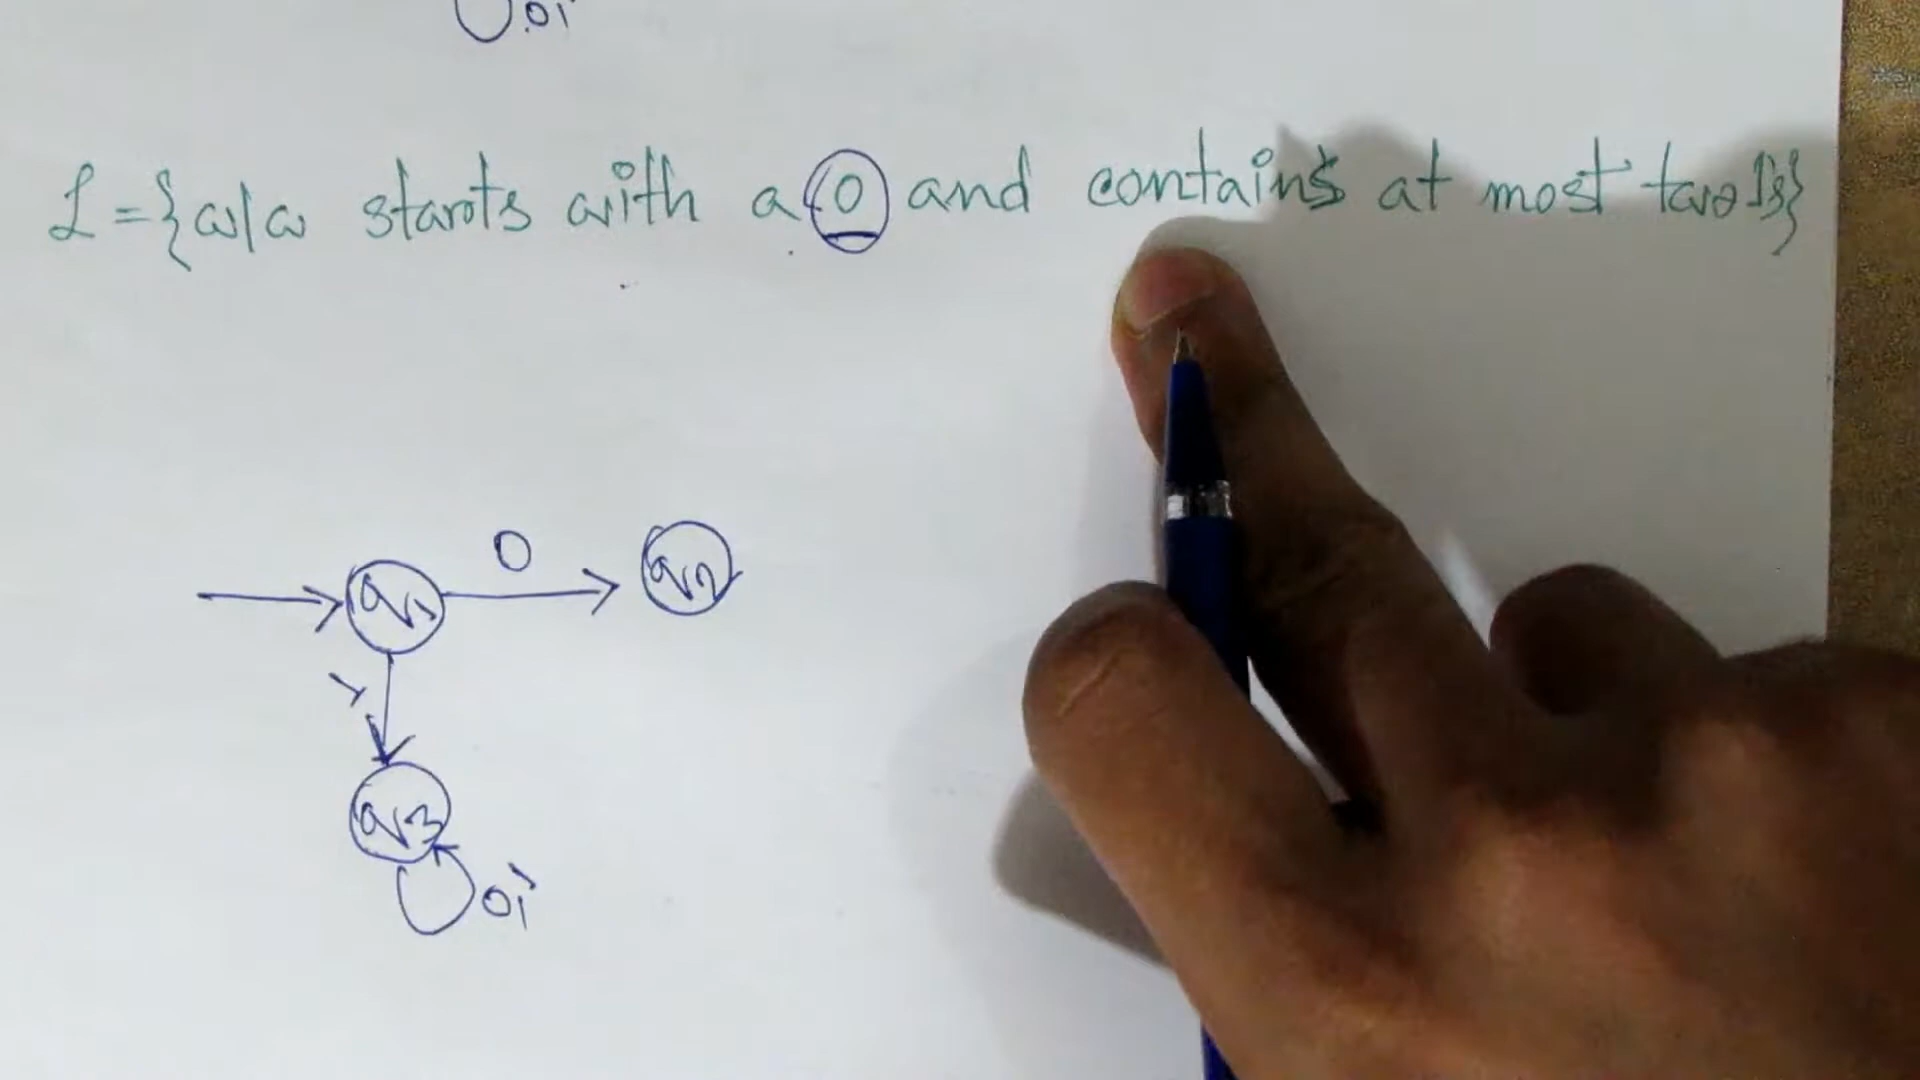 0,1
L={w/w starts with a 0 and contains at most two 1's}
0
q1
q2
1
q3
0,1